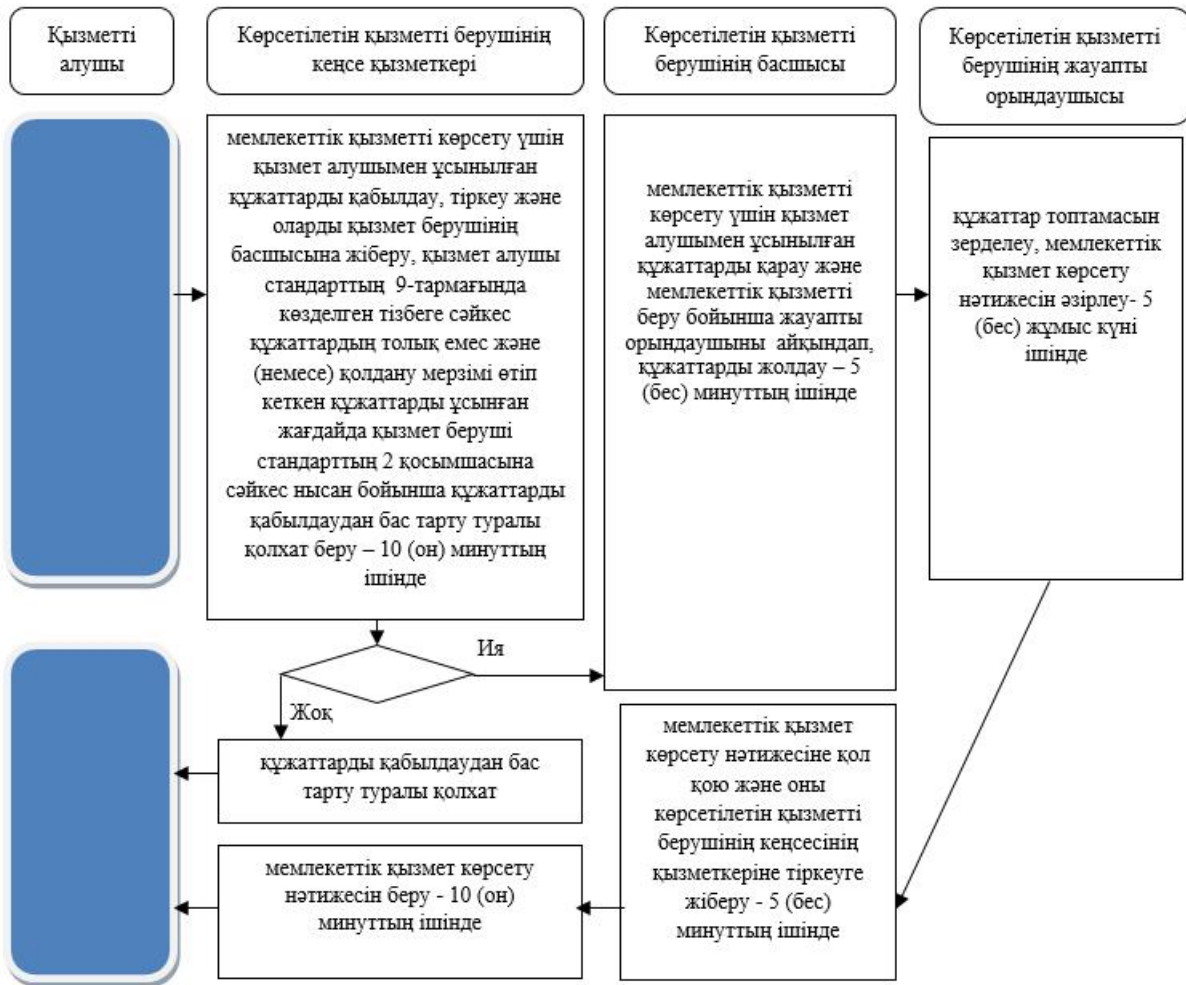 Қызметті
алушы
Көрсетілетін қызметті берушінің
кеңсе қызметкері
Көрсетілетін қызметті
берушінің басшысы
Көрсетілетін қызметті
берушінің жауапты
орындаушысы
мемлекеттік қызметті көрсету үшін
қызмет алушымен ұсынылған
құжаттарды қабылдау, тіркеу және
оларды қызмет берушінің
басшысына жіберу, қызмет алушы
стандарттың 9-тармағында
көзделген тізбеге сәйкес
құжаттардың толық емес және
(немесе) қолдану мерзімі өтіп
кеткен құжаттарды ұсынған
жағдайда қызмет беруші
стандарттың 2 қосымшасына
сәйкес нысан бойынша құжаттарды
қабылдаудан бас тарту туралы
қолхат беру – 10 (он) минуттың
ішінде
мемлекеттік қызметті
көрсету үшін қызмет
алушымен ұсынылған
құжаттарды қарау және
мемлекеттік қызметті
беру бойынша жауапты
орындаушыны айқындап,
құжаттарды жолдау – 5
(бес) минуттың ішінде
құжаттар топтамасын
зерделеу, мемлекеттік
қызмет көрсету
нәтижесін әзірлеу- 5
(бес) жұмыс күні
ішінде
Ия
Жоқ
құжаттарды қабылдаудан бас
тарту туралы қолхат
мемлекеттік қызмет
көрсету нәтижесіне қол
қою және оны
көрсетілетін қызметті
берушінің кеңсесінің
қызметкеріне тіркеуге
жіберу - 5 (бес)
минуттың ішінде
мемлекеттік қызмет көрсету
нәтижесін беру - 10 (он)
минуттың ішінде